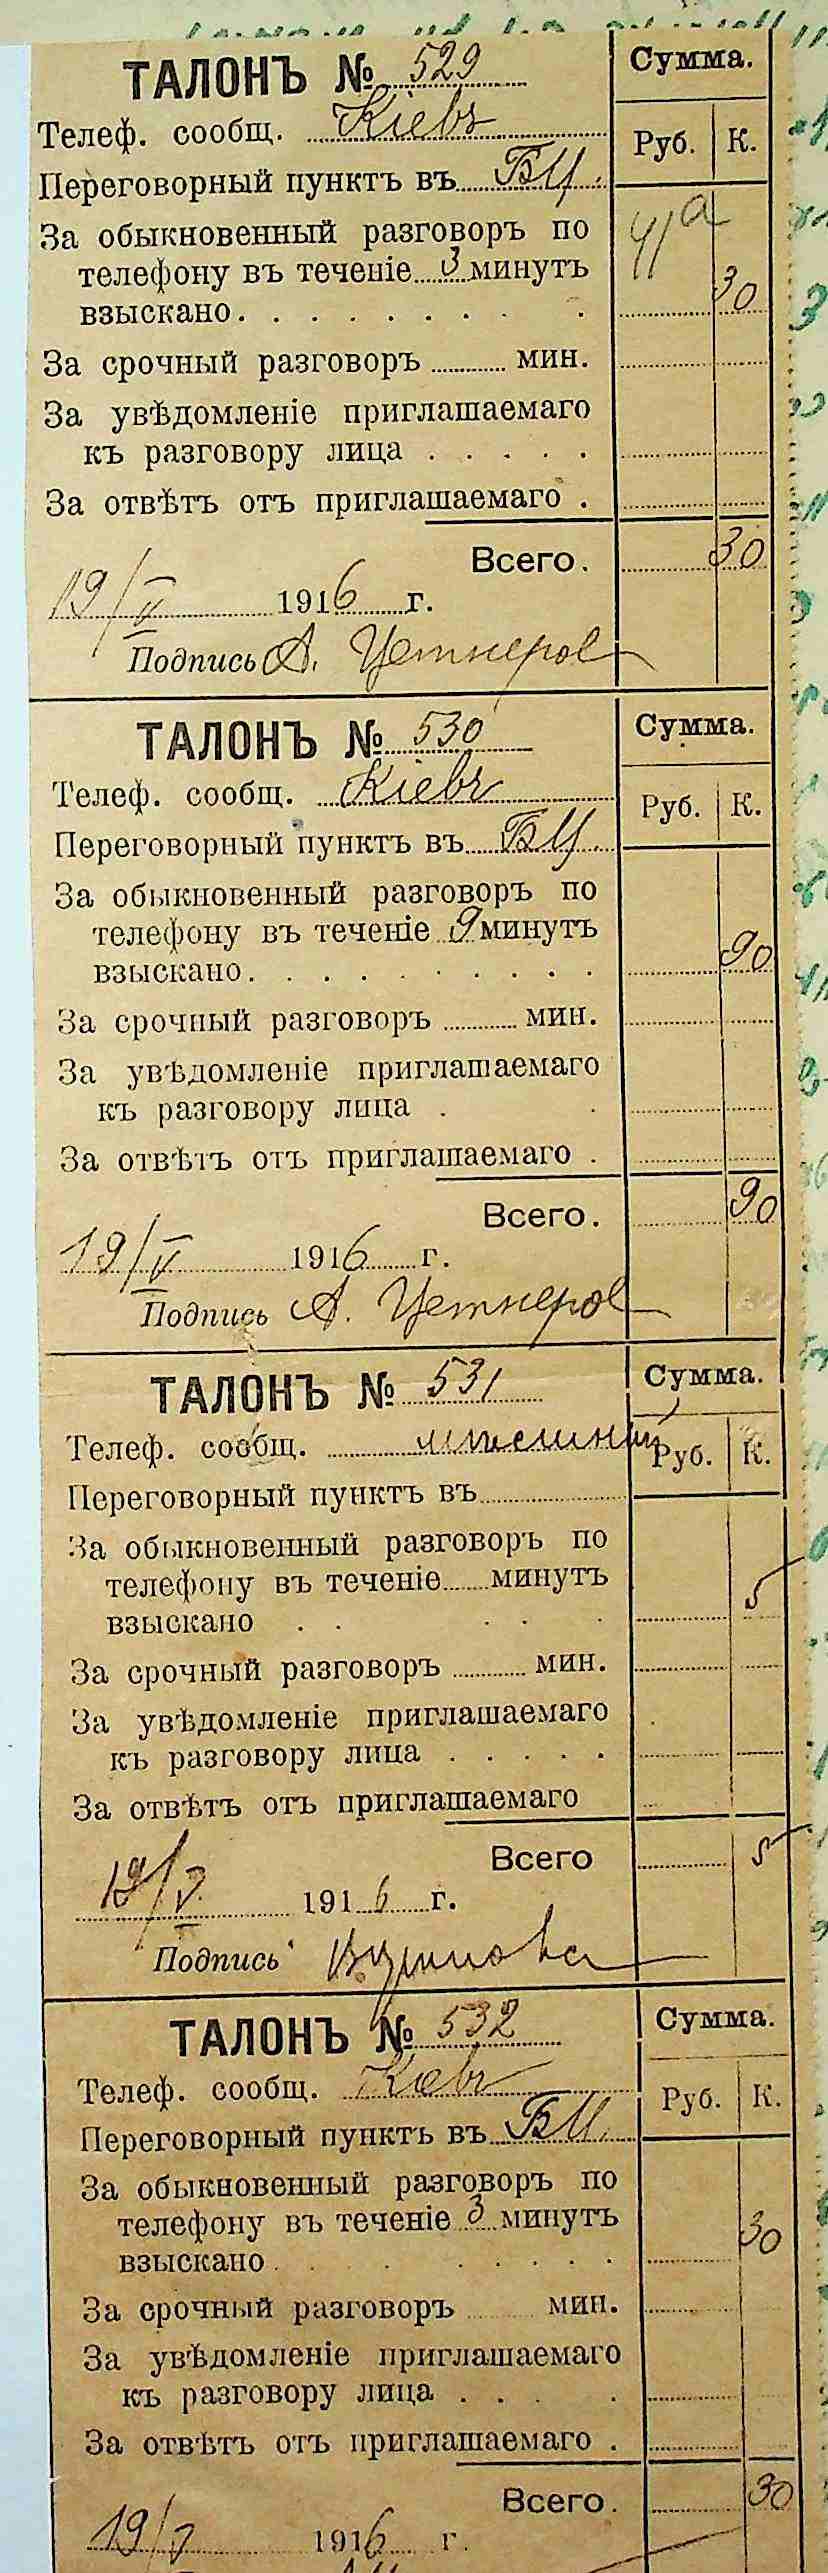 ТАЛОНЪ № 529
Сумма.
Телеф. сообщ. Кіевъ
Руб. К.
Переговорный пунктъ въ БЦ.
За обыкновенный разговоръ по
телефону въ теченіе 3 минутъ
взыскано. 30
За срочный разговоръ мин.
За увѣдомленіе приглашаемаго
къ разговору лица
За отвѣтъ отъ приглашаемаго
Всего. 30
19/V 1916 г.
Подпись А.
ТАЛОНЪ № 530
Сумма.
Телеф. сообщ. Кіевъ
Руб. К.
Переговорный пунктъ въ БЦ.
За обыкновенный разговоръ по
телефону въ теченіе 9 минутъ
взыскано. 90
За срочный разговоръ мин.
За увѣдомленіе приглашаемаго
къ разговору лица
За отвѣтъ отъ приглашаемаго
Всего. 90
19/V 1916 г.
Подпись А.
ТАЛОНЪ № 531
Сумма.
Телеф. сообщ.
Руб. К.
Переговорный пунктъ въ
За обыкновенный разговоръ по
телефону въ теченіе минутъ
взыскано 5
За срочный разговоръ мин.
За увѣдомленіе приглашаемаго
къ разговору лица
За отвѣтъ отъ приглашаемаго
Всего 5
19/V 1916 г.
Подпись
ТАЛОНЪ № 532
Сумма.
Телеф. сообщ. Кіевъ
Руб. К.
Переговорный пунктъ въ БЦ.
За обыкновенный разговоръ по
телефону въ теченіе 3 минутъ
взыскано 30
За срочный разговоръ мин.
За увѣдомленіе приглашаемаго
къ разговору лица
За отвѣтъ отъ приглашаемаго
Всего. 30
19/V 1916 г.